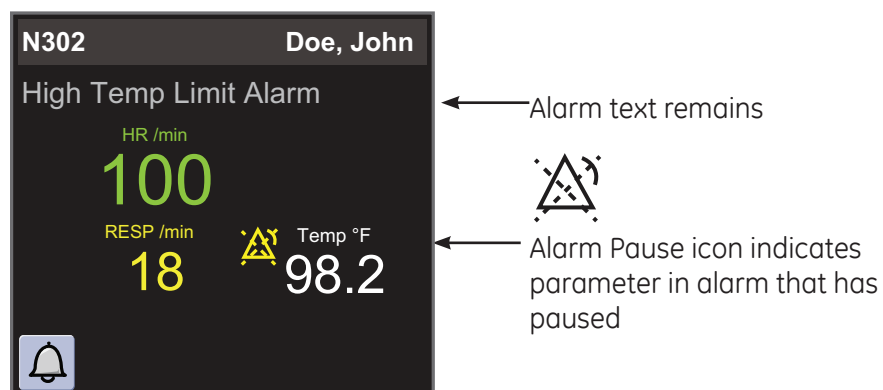 N302 Doe, John
High Temp Limit Alarm
Alarm text remains
HR /min
100
RESP /min
18
Temp °F
98.2
Alarm Pause icon indicates
parameter in alarm that has
paused